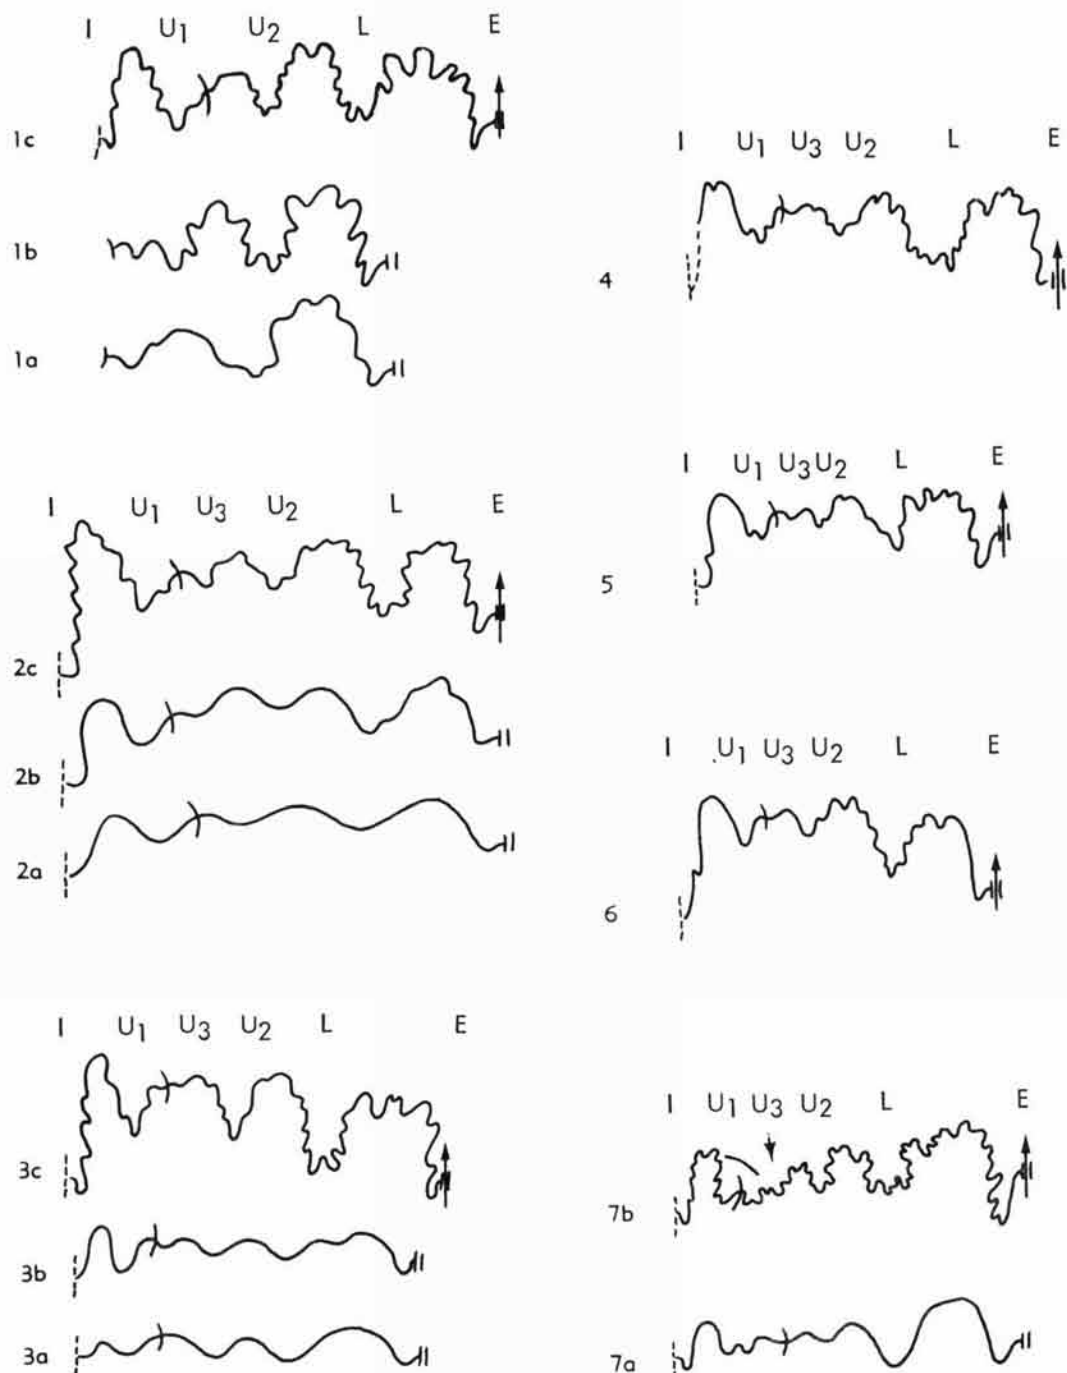 I U1 U2 L E
1c
1b
1a
I U1 U3 U2 L E
2c
2b
2a
I U1 U3 U2 L E
3c
3b
3a
I U1 U3 U2 L E
4
I U1 U3 U2 L E
5
I U1 U3 U2 L E
6
I U1 U3 U2 L E
7b
7a